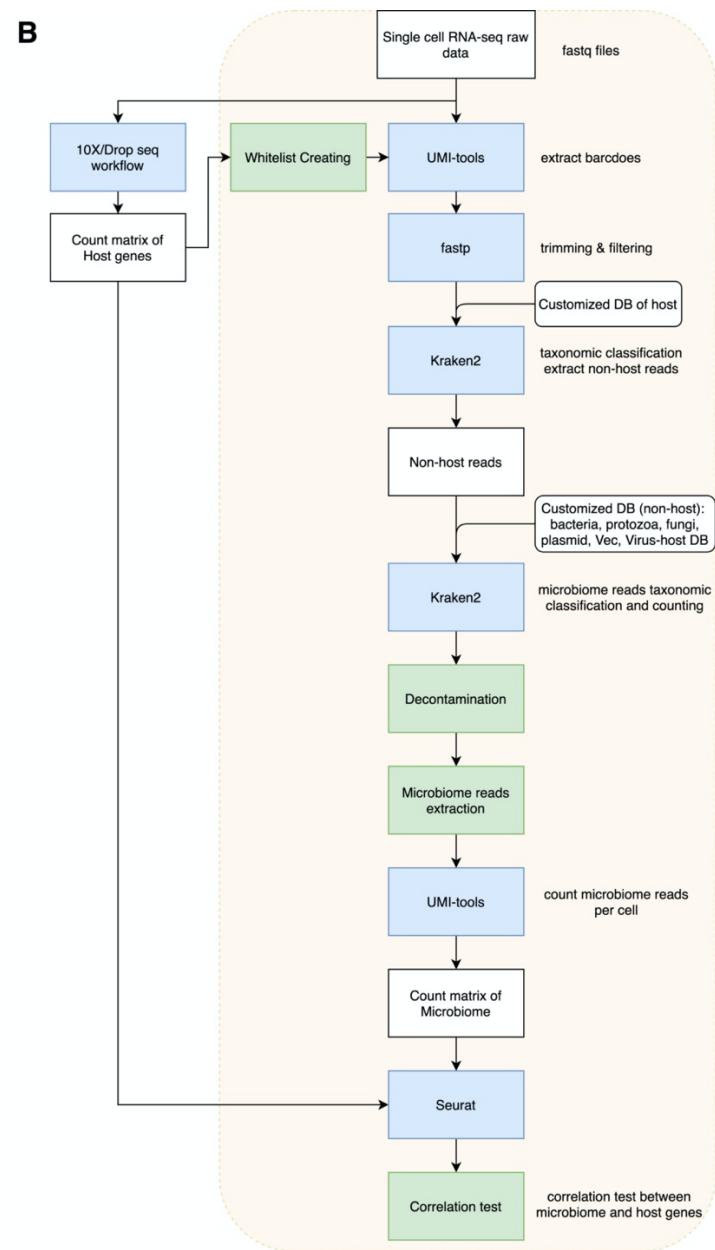 B
Single cell RNA-seq raw
data
fastq files
10X/Drop seq
workflow
Whitelist Creating
UMI-tools
extract barcdoes
Count matrix of
Host genes
fastp
trimming & filtering
Customized DB of host
Kraken2
taxonomic classification
extract non-host reads
Non-host reads
Customized DB (non-host):
bacteria, protozoa, fungi,
plasmid, Vec, Virus-host DB
Kraken2
microbiome reads taxonomic
classification and counting
Decontamination
Microbiome reads
extraction
UMI-tools
count microbiome reads
per cell
Count matrix of
Microbiome
Seurat
Correlation test
correlation test between
microbiome and host genes